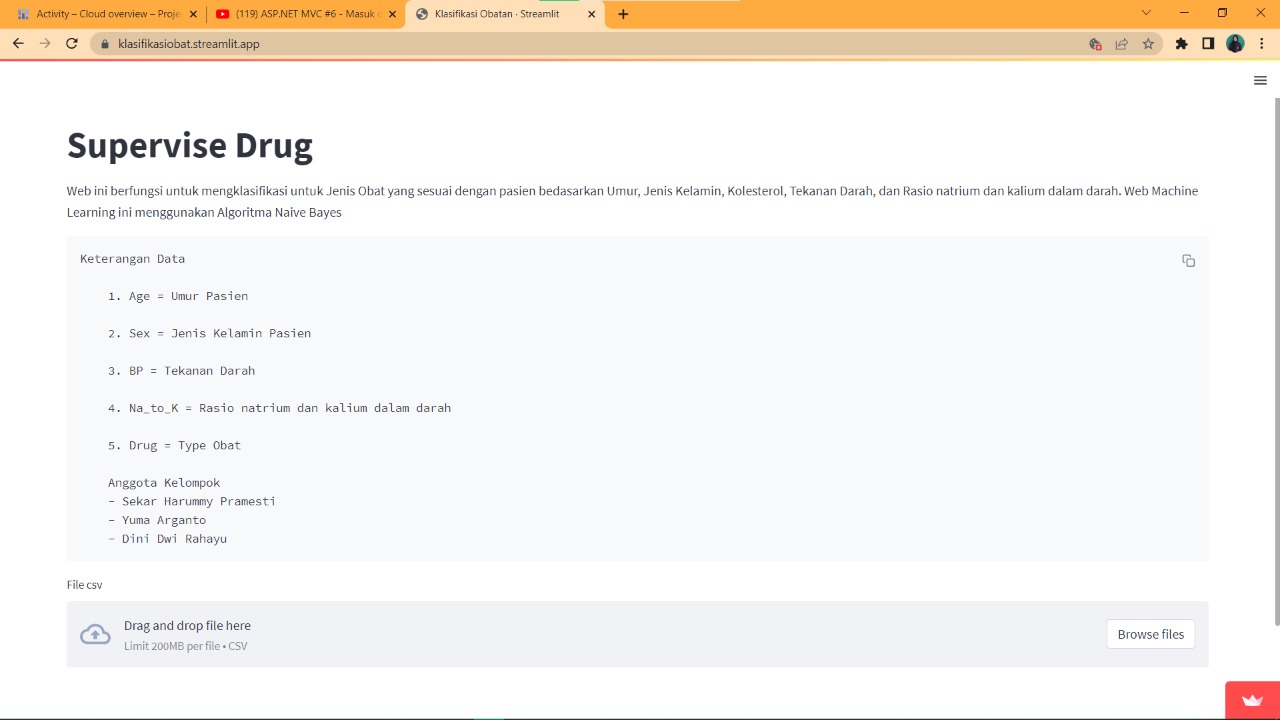 Activity – Cloud overview – Proje
(119) ASP.NET MVC #6 - Masuk
Klasifikasi Obatan · Streamlit
klasifikasiobat.streamlit.app
Supervise Drug
Web ini berfungsi untuk mengklasifikasi untuk Jenis Obat yang sesuai dengan pasien bedasarkan Umur, Jenis Kelamin, Kolesterol, Tekanan Darah, dan Rasio natrium dan kalium dalam darah. Web Machine
Learning ini menggunakan Algoritma Naive Bayes
Keterangan Data
1. Age = Umur Pasien
2. Sex = Jenis Kelamin Pasien
3. BP = Tekanan Darah
4. Na_to_K = Rasio natrium dan kalium dalam darah
5. Drug = Type Obat
Anggota Kelompok
- Sekar Harummy Pramesti
- Yuma Arganto
- Dini Dwi Rahayu
File csv
Drag and drop file here
Limit 200MB per file • CSV
Browse files